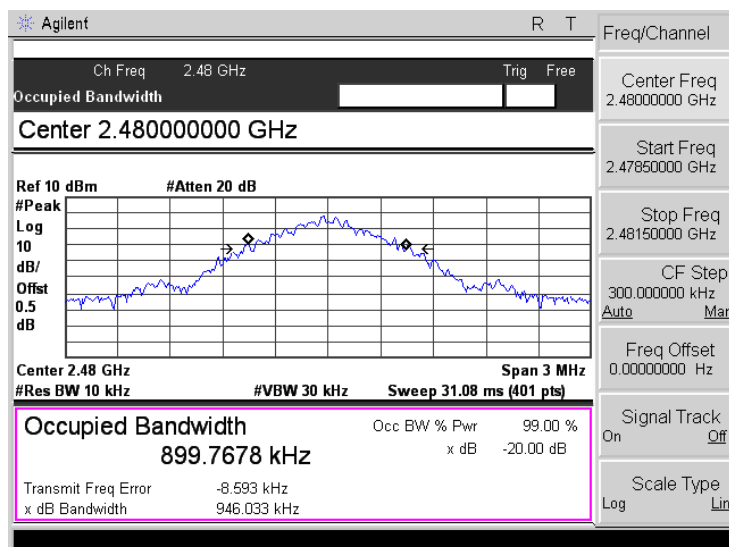 Agilent
R T
Freq/Channel
Ch Freq 2.48 GHz Trig Free
Occupied Bandwidth
Center 2.480000000 GHz
Ref 10 dBm #Atten 20 dB
#Peak
Log
10
dB/
Offst
0.5
dB
Center 2.48 GHz Span 3 MHz
#Res BW 10 kHz #VBW 30 kHz Sweep 31.08 ms (401 pts)
Occupied Bandwidth
899.7678 kHz
Occ BW % Pwr 99.00 %
x dB -20.00 dB
Transmit Freq Error -8.593 kHz
x dB Bandwidth 946.033 kHz
Center Freq
2.48000000 GHz
Start Freq
2.47850000 GHz
Stop Freq
2.48150000 GHz
CF Step
300.000000 kHz
Auto Man
Freq Offset
0.00000000 Hz
Signal Track
On Off
Scale Type
Log Lin